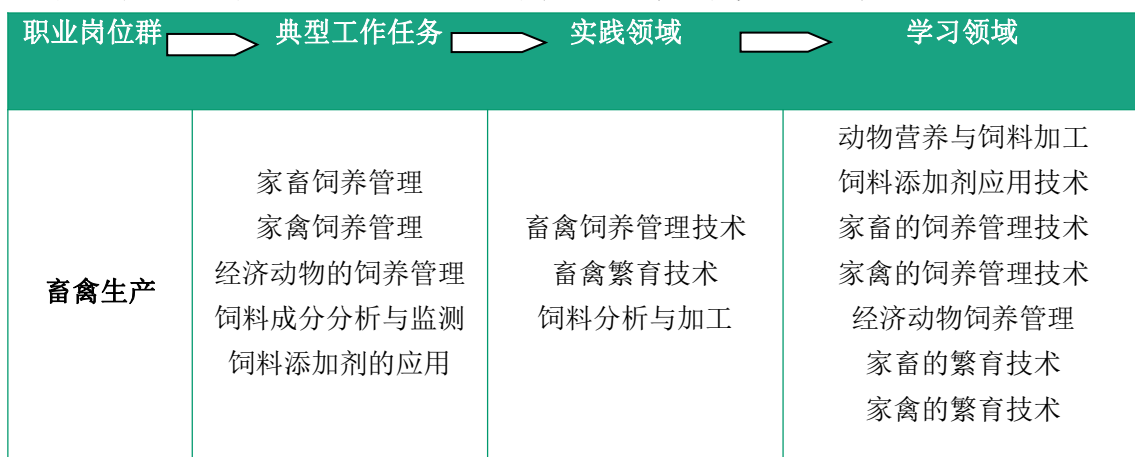 职业岗位群 典型工作任务 实践领域 学习领域
畜禽生产
家畜饲养管理
家禽饲养管理
经济动物的饲养管理
饲料成分分析与监测
饲料添加剂的应用
畜禽饲养管理技术
畜禽繁育技术
饲料分析与加工
动物营养与饲料加工
饲料添加剂应用技术
家畜的饲养管理技术
家禽的饲养管理技术
经济动物饲养管理
家畜的繁育技术
家禽的繁育技术